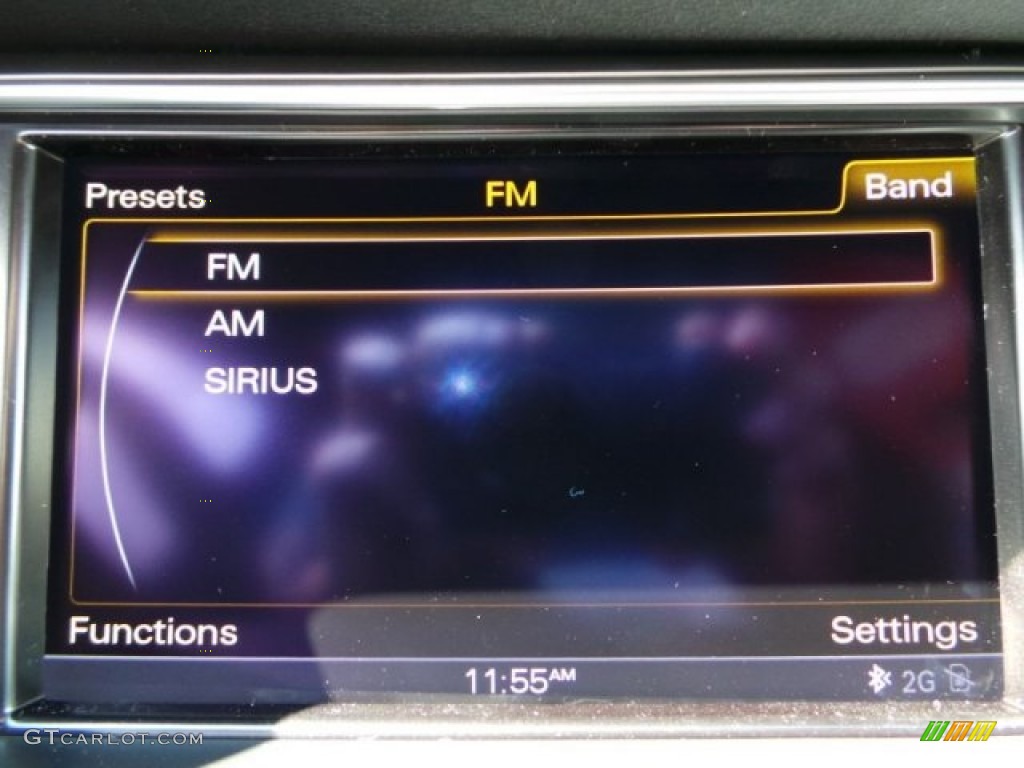 Presets FM Band
FM
AM
SIRIUS
Functions Settings
11:55AM 2G
GTCARLOT.COM